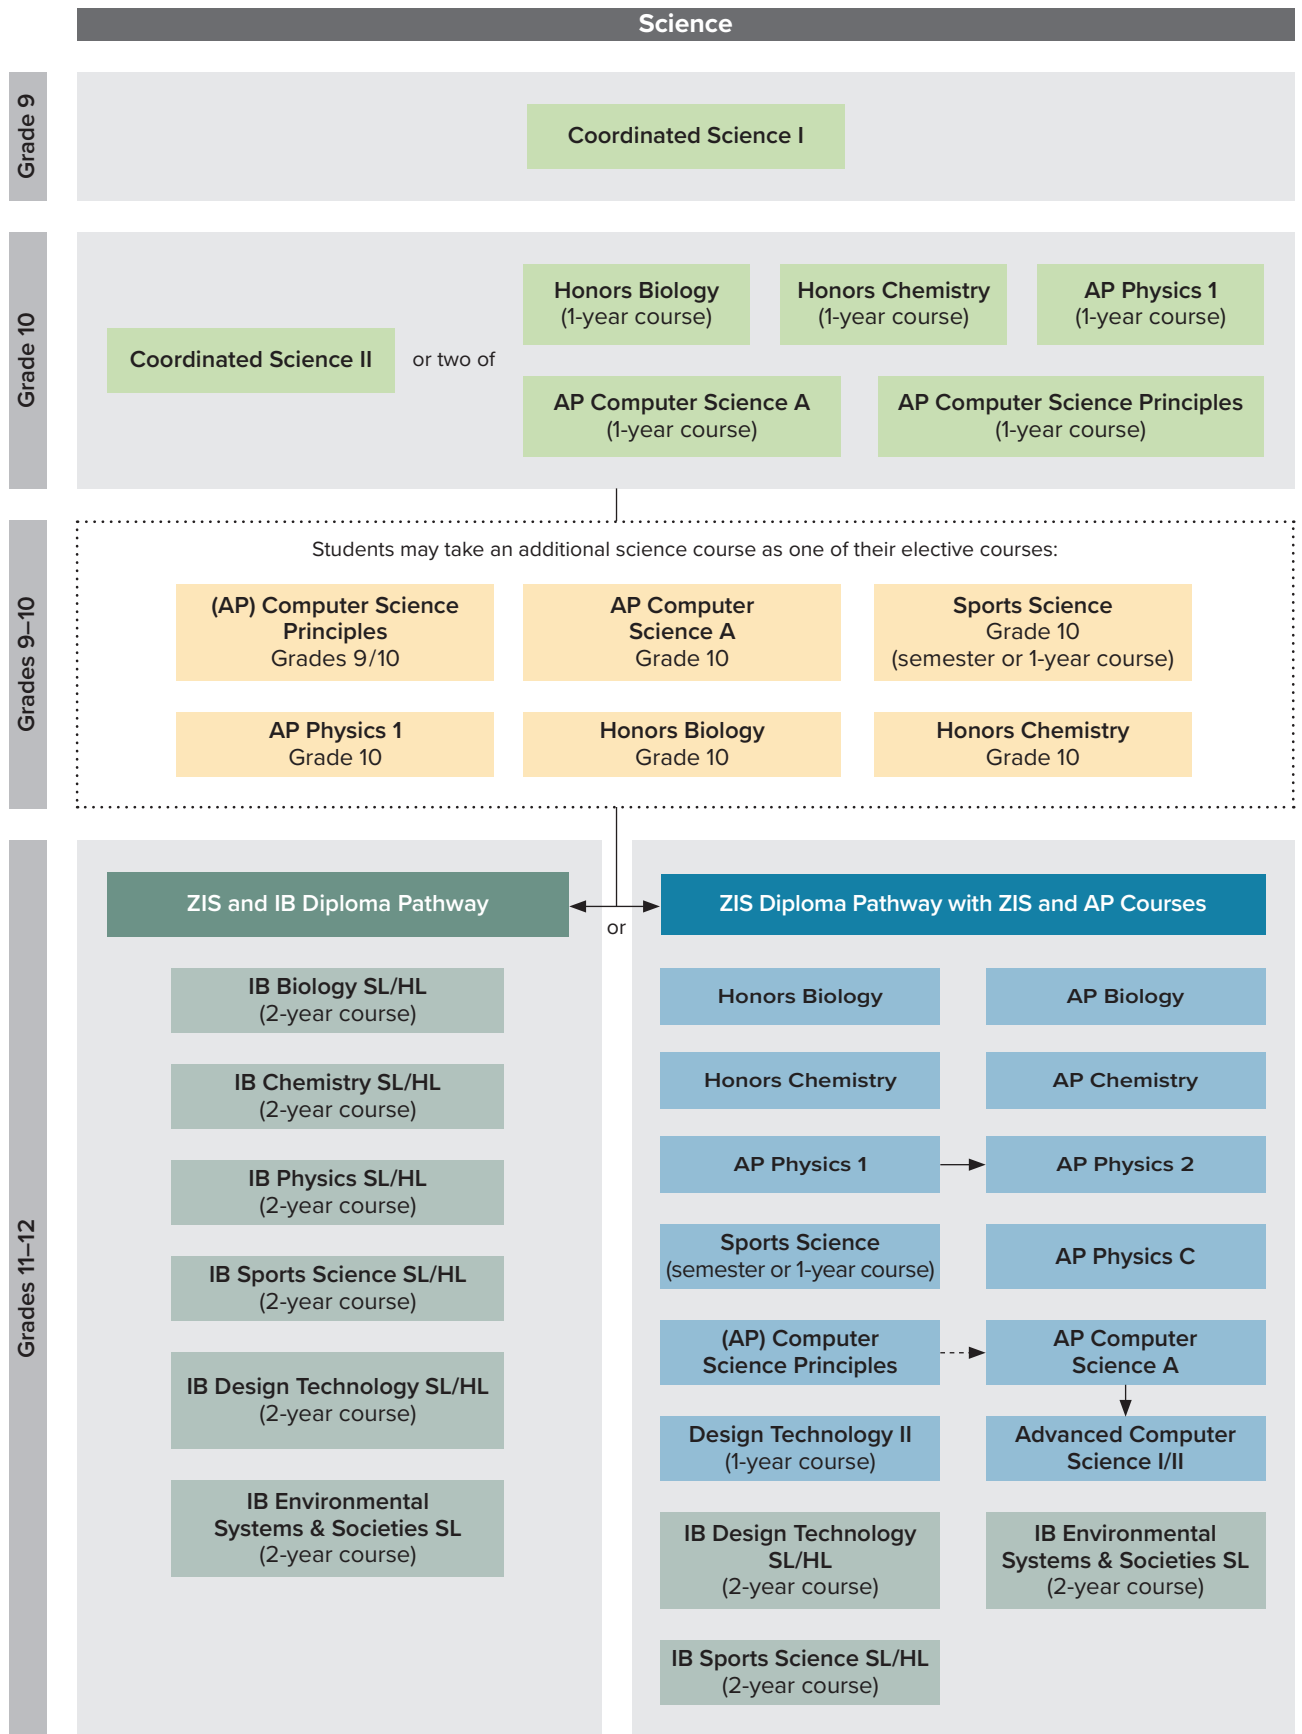 Science
Grade 9
Coordinated Science I
Grade 10
Coordinated Science II
or two of
Honors Biology
(1-year course)
Honors Chemistry
(1-year course)
AP Physics 1
(1-year course)
AP Computer Science A
(1-year course)
AP Computer Science Principles
(1-year course)
Grades 9–10
Students may take an additional science course as one of their elective courses:
(AP) Computer Science
Principles
Grades 9/10
AP Computer
Science A
Grade 10
Sports Science
Grade 10
(semester or 1-year course)
AP Physics 1
Grade 10
Honors Biology
Grade 10
Honors Chemistry
Grade 10
Grades 11–12
ZIS and IB Diploma Pathway
or
ZIS Diploma Pathway with ZIS and AP Courses
IB Biology SL/HL
(2-year course)
IB Chemistry SL/HL
(2-year course)
IB Physics SL/HL
(2-year course)
IB Sports Science SL/HL
(2-year course)
IB Design Technology SL/HL
(2-year course)
IB Environmental
Systems & Societies SL
(2-year course)
Honors Biology
AP Biology
Honors Chemistry
AP Chemistry
AP Physics 1
AP Physics 2
Sports Science
(semester or 1-year course)
AP Physics C
(AP) Computer
Science Principles
AP Computer
Science A
Design Technology II
(1-year course)
Advanced Computer
Science I/II
IB Design Technology
SL/HL
(2-year course)
IB Environmental
Systems & Societies SL
(2-year course)
IB Sports Science SL/HL
(2-year course)